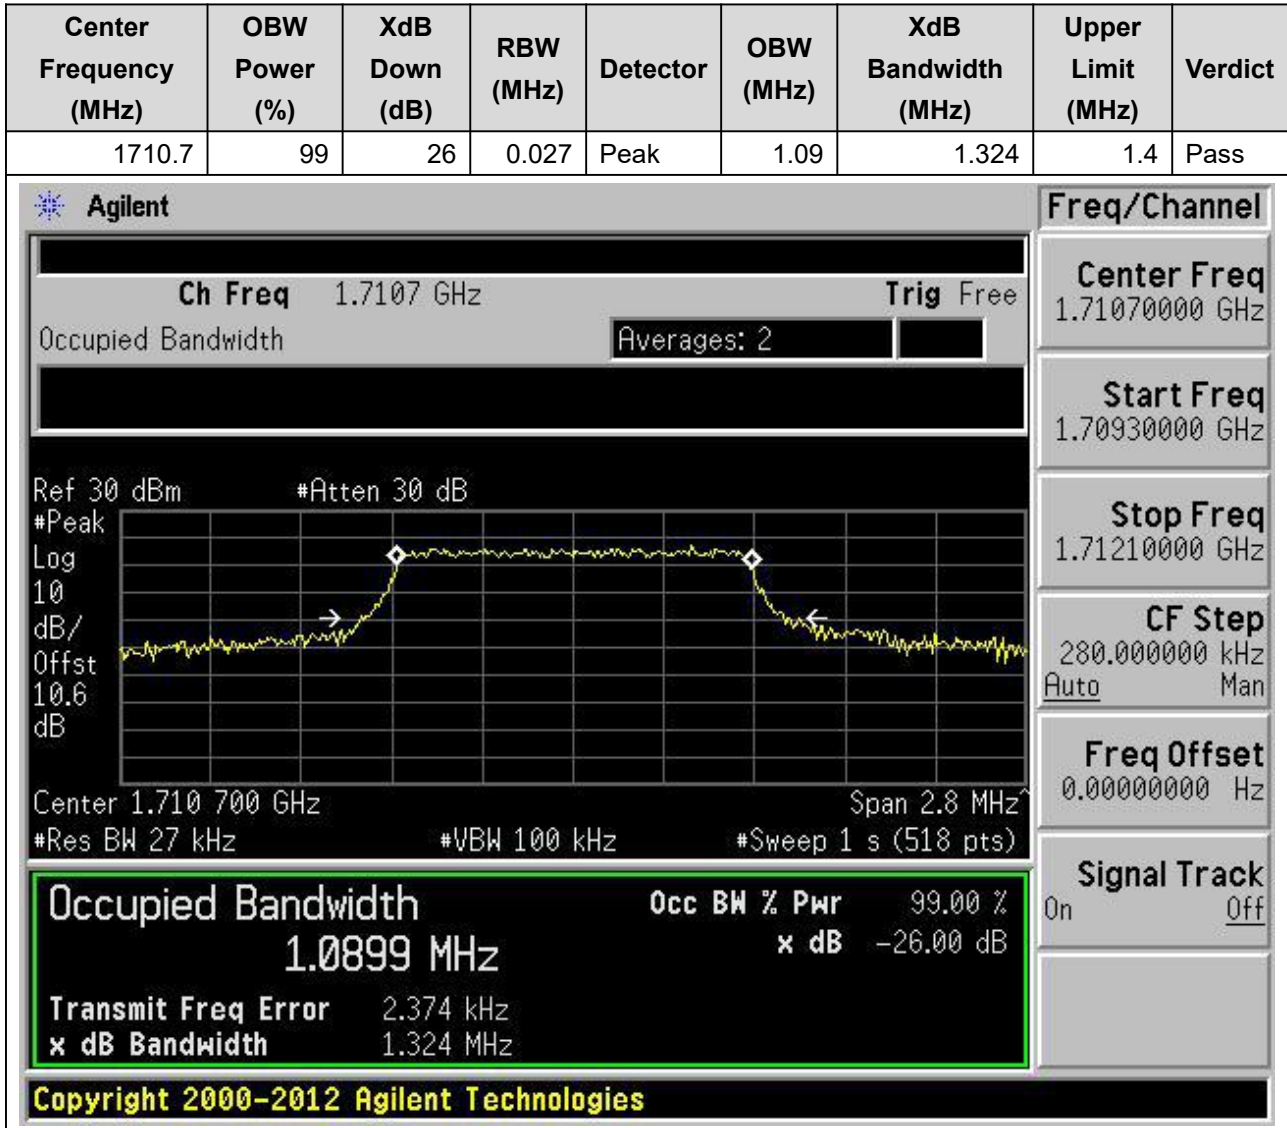 Center Frequency (MHz) OBW Power (%) XdB Down (dB) RBW (MHz) Detector OBW (MHz) XdB Bandwidth (MHz) Upper Limit (MHz) Verdict
1710.7 99 26 0.027 Peak 1.09 1.324 1.4 Pass
Agilent
Freq/Channel
Ch Freq 1.7107 GHz Trig Free
Occupied Bandwidth Averages: 2
Ref 30 dBm #Atten 30 dB
#Peak
Log
10
dB/
Offst
10.6
dB
Center 1.710 700 GHz Span 2.8 MHz^
#Res BW 27 kHz #VBW 100 kHz #Sweep 1 s (518 pts)
Occupied Bandwidth Occ BW % Pwr 99.00 %
1.0899 MHz x dB -26.00 dB
Transmit Freq Error 2.374 kHz
x dB Bandwidth 1.324 MHz
Center Freq
1.71070000 GHz
Start Freq
1.70930000 GHz
Stop Freq
1.71210000 GHz
CF Step
280.000000 kHz
Auto Man
Freq Offset
0.00000000 Hz
Signal Track
On Off
Copyright 2000-2012 Agilent Technologies